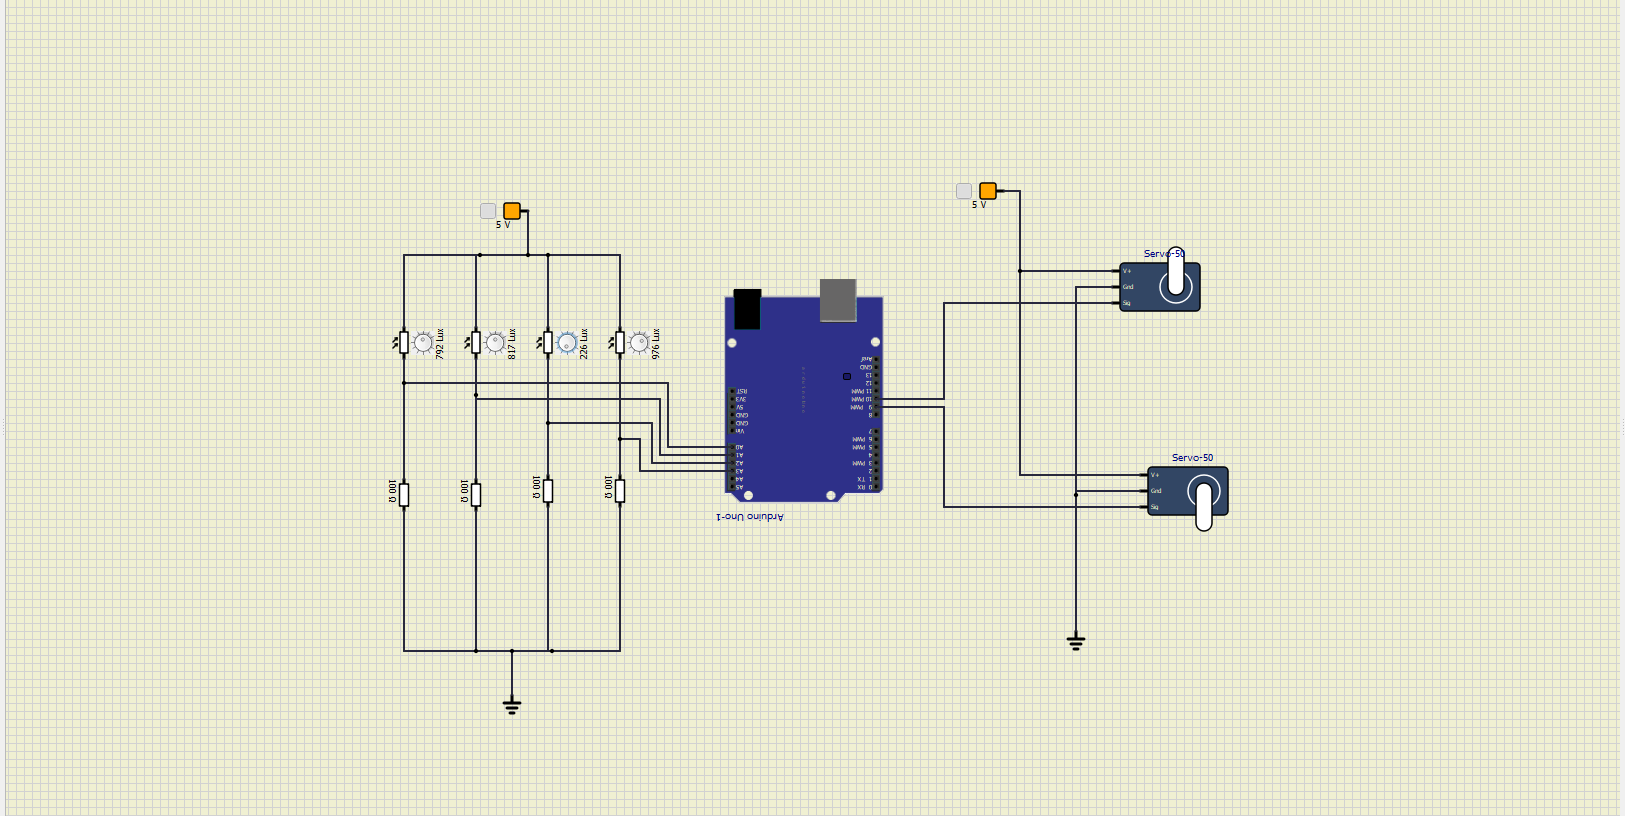 5 V
5 V
Servo-50
V+
Gnd
Sig
792 Lux
817 Lux
226 Lux
976 Lux
Aref
GND
13
12
PWM 11
PWM 10
PWM 9
8
7
PWM 6
PWM 5
4
PWM 3
2
TX 1
RX 0
RST
3V3
5V
GND
GND
Vin
A0
A1
A2
A3
A4
A5
Arduino Uno-1
100 Ω
100 Ω
100 Ω
100 Ω
Servo-50
V+
Gnd
Sig